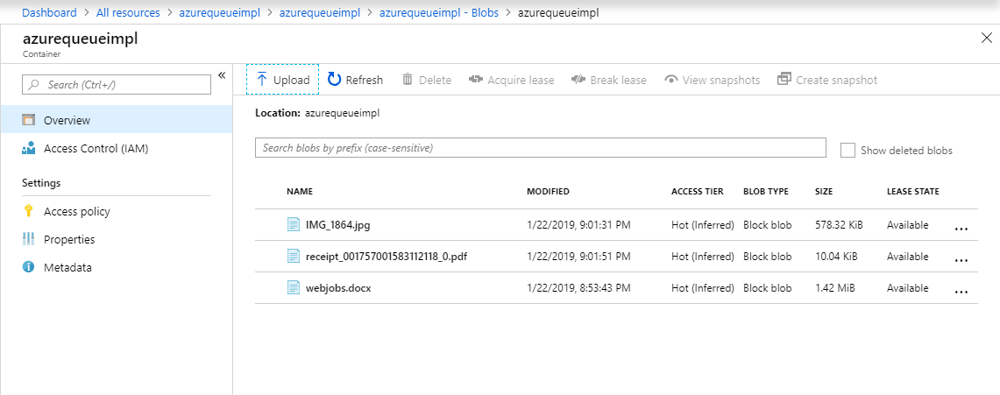 Dashboard > All resources > azurequeueimpl > azurequeueimpl > azurequeueimpl - Blobs > azurequeueimpl
azurequeueimpl
Container
Search (Ctrl+/)
Overview
Access Control (IAM)
Settings
Access policy
Properties
Metadata
Upload Refresh Delete Acquire lease Break lease View snapshots Create snapshot
Location: azurequeueimpl
Search blobs by prefix (case-sensitive) Show deleted blobs
NAME MODIFIED ACCESS TIER BLOB TYPE SIZE LEASE STATE
IMG_1864.jpg 1/22/2019, 9:01:31 PM Hot (Inferred) Block blob 578.32 KiB Available ...
receipt_001757001583112118_0.pdf 1/22/2019, 9:01:51 PM Hot (Inferred) Block blob 10.04 KiB Available ...
webjobs.docx 1/22/2019, 8:53:43 PM Hot (Inferred) Block blob 1.42 MiB Available ...